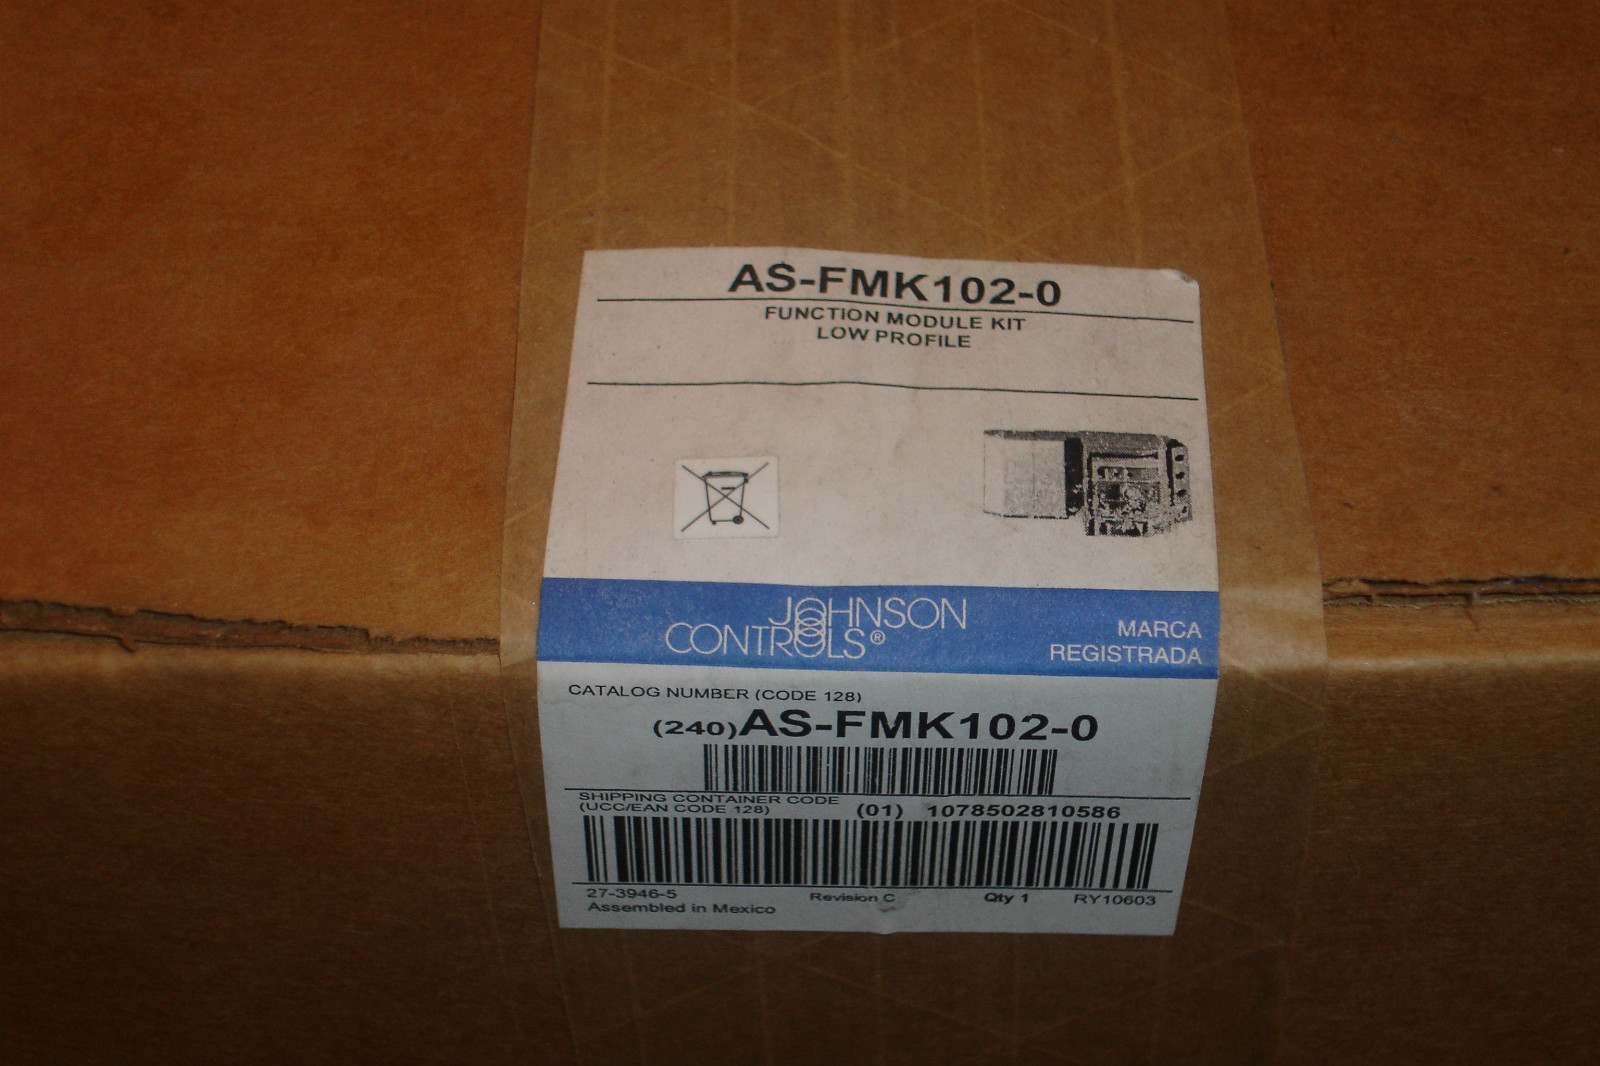 AS-FMK102-0
FUNCTION MODULE KIT
LOW PROFILE
JOHNSON
CONTROLS®
MARCA
REGISTRADA
CATALOG NUMBER (CODE 128)
(240)AS-FMK102-0
SHIPPING CONTAINER CODE
(UCC/EAN CODE 128)
(01) 1078502810586
27-3946-5 Revision C Qty 1 RY10603
Assembled in Mexico